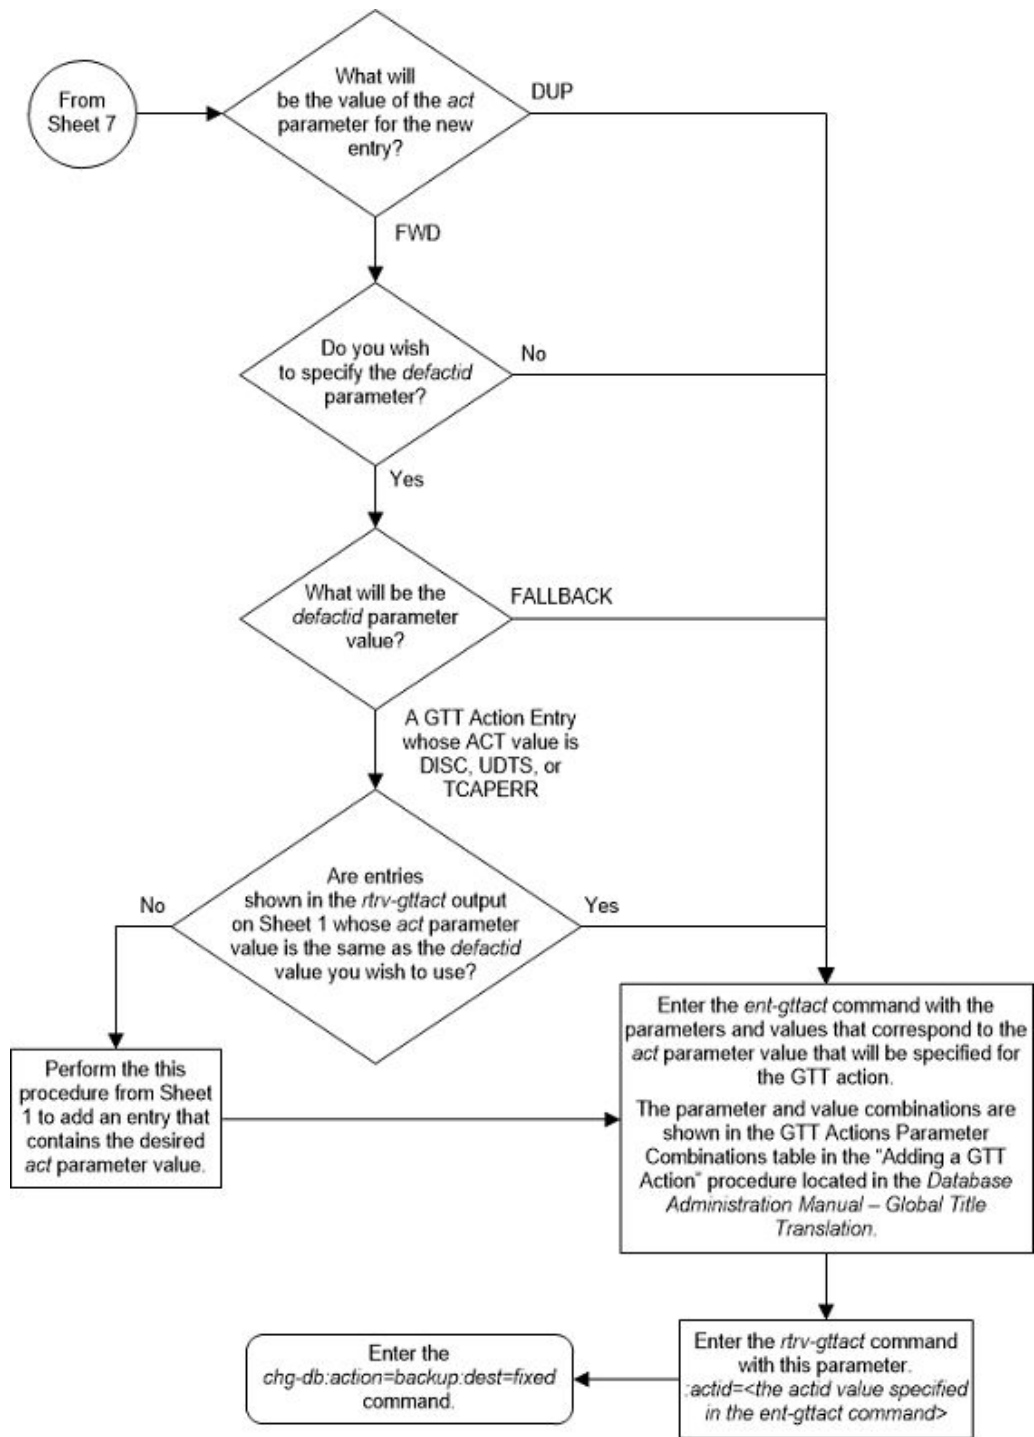 From
Sheet 7
What will
be the value of the act
parameter for the new
entry?
DUP
FWD
Do you wish
to specify the defactid
parameter?
No
Yes
What will be the
defactid parameter
value?
FALLBACK
A GTT Action Entry
whose ACT value is
DISC, UDTS, or
TCAPERR
Are entries
shown in the rtrv-gttact output
on Sheet 1 whose act parameter
value is the same as the defactid
value you wish to use?
No
Yes
Perform the this
procedure from Sheet
1 to add an entry that
contains the desired
act parameter value.
Enter the ent-gttact command with the
parameters and values that correspond to the
act parameter value that will be specified for
the GTT action.
The parameter and value combinations are
shown in the GTT Actions Parameter
Combinations table in the "Adding a GTT
Action" procedure located in the Database
Administration Manual – Global Title
Translation.
Enter the rtrv-gttact command
with this parameter.
:actid=<the actid value specified
in the ent-gttact command>
Enter the
chg-db:action=backup:dest=fixed
command.